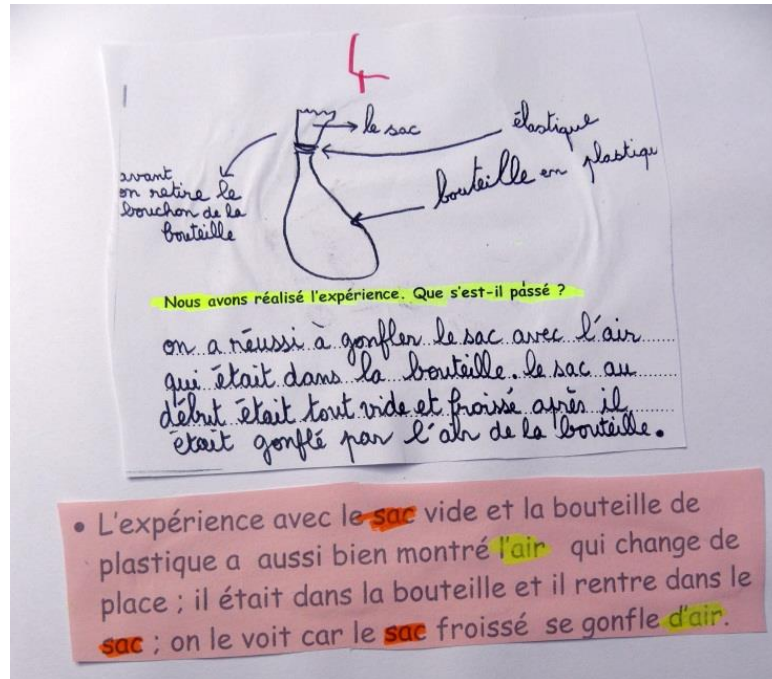 4
le sac
élastique
bouteille en plastique
avant
on retire le
bouchon de la
bouteille
Nous avons réalisé l'expérience. Que s'est-il passé ?
on a réussi à gonfler le sac avec l'air
qui était dans la bouteille. le sac au
début était tout vide et froissé après il
était gonflé par l'air de la bouteille.
• L'expérience avec le sac vide et la bouteille de
plastique a aussi bien montré l'air qui change de
place ; il était dans la bouteille et il rentre dans le
sac ; on le voit car le sac froissé se gonfle d'air.